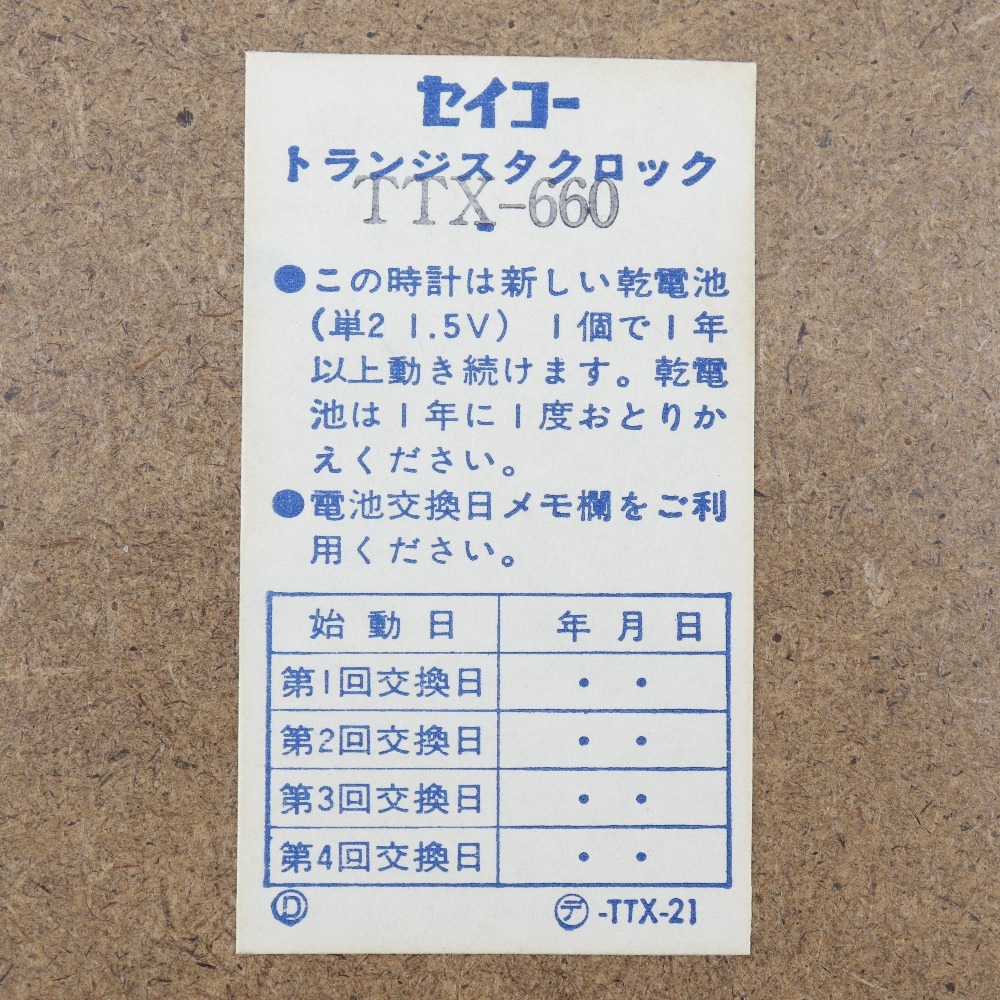 セイコー
トランジスタクロック
TTX-660
●この時計は新しい乾電池
(単2 1.5V) 1個で1年
以上動き続けます。乾電
池は1年に1度おとりか
えください。
●電池交換日メモ欄をご利
用ください。
始動日 年 月 日
第1回交換日 ・ ・
第2回交換日 ・ ・
第3回交換日 ・ ・
第4回交換日 ・ ・
Ⓓ ㋢-TTX-21